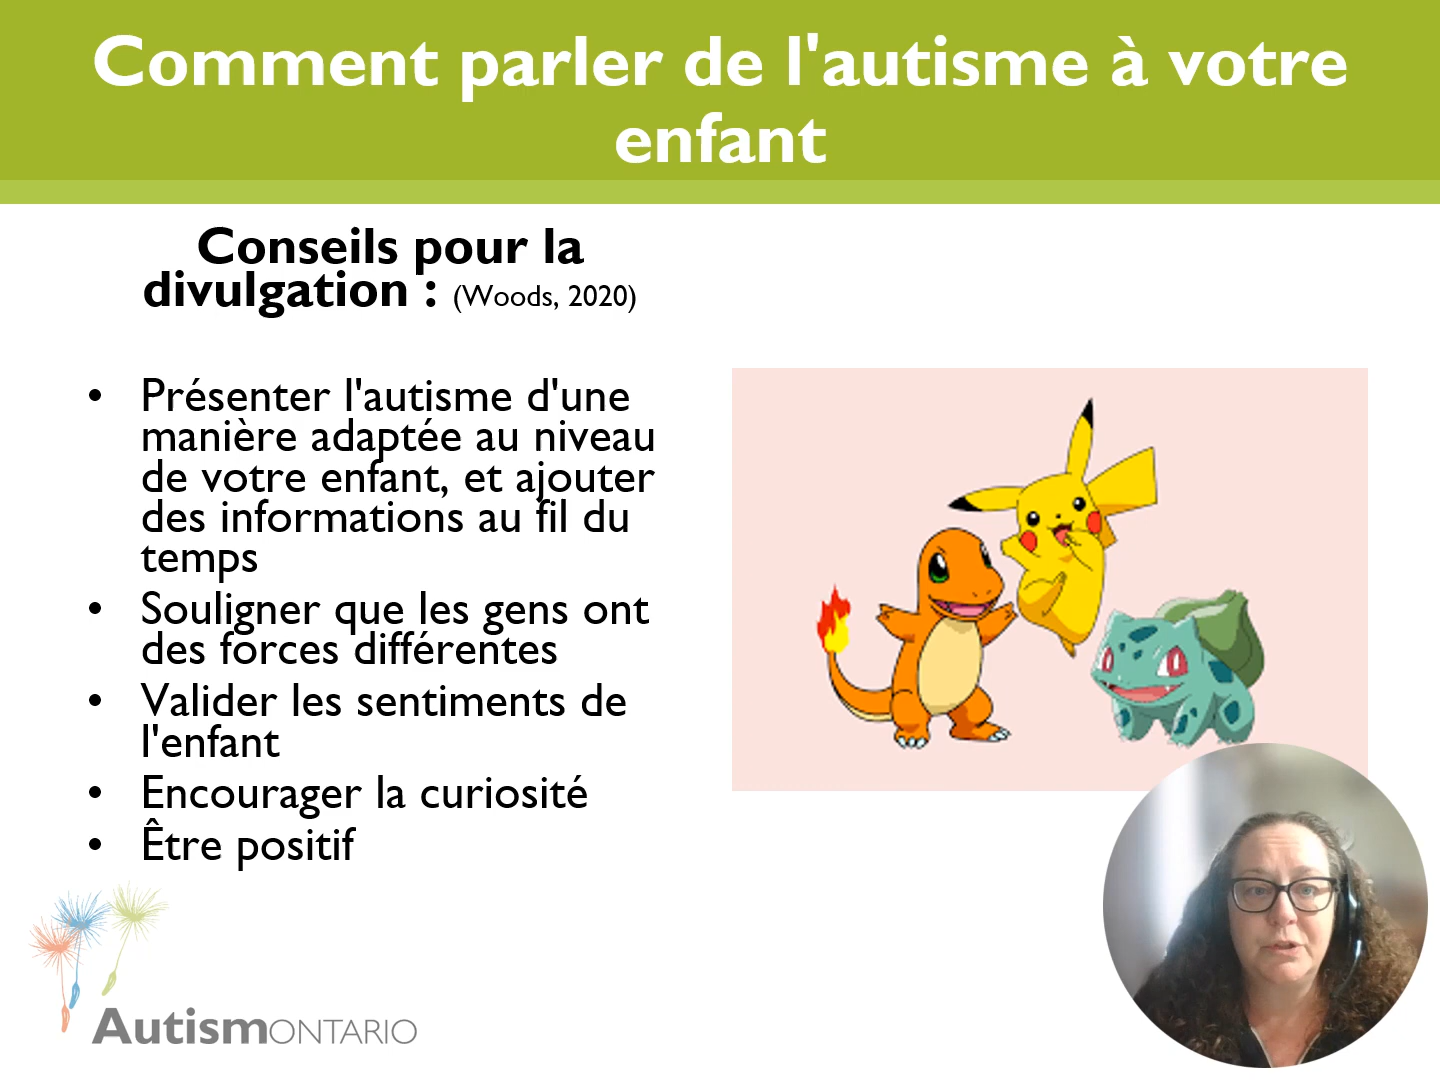 Comment parler de l'autisme à votre
enfant
Conseils pour la
divulgation : (Woods, 2020)
• Présenter l'autisme d'une
manière adaptée au niveau
de votre enfant, et ajouter
des informations au fil du
temps
• Souligner que les gens ont
des forces différentes
• Valider les sentiments de
l'enfant
• Encourager la curiosité
• Être positif
AutismONTARIO